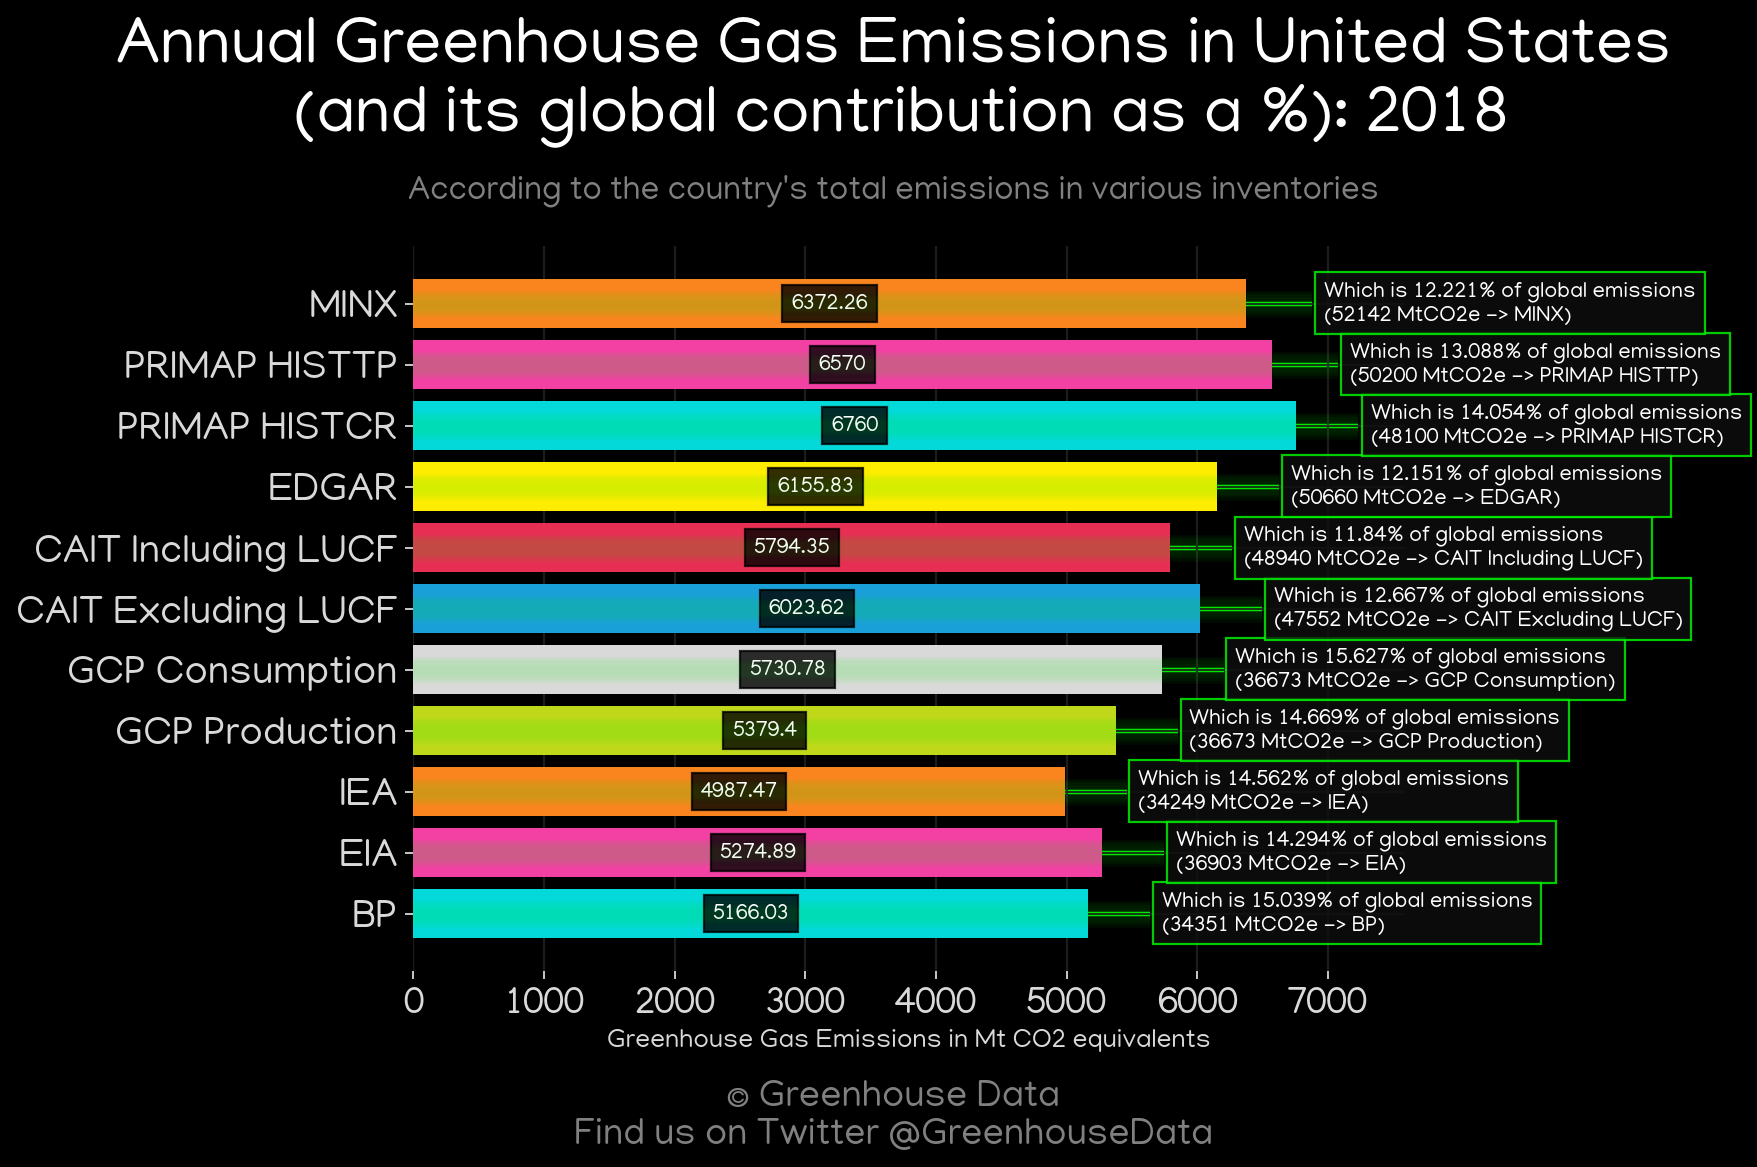 Annual Greenhouse Gas Emissions in United States
(and its global contribution as a %): 2018
According to the country's total emissions in various inventories
MINX
6372.26
Which is 12.221% of global emissions
(52142 MtCO2e -> MINX)
PRIMAP HISTTP
6570
Which is 13.088% of global emissions
(50200 MtCO2e -> PRIMAP HISTTP)
PRIMAP HISTCR
6760
Which is 14.054% of global emissions
(48100 MtCO2e -> PRIMAP HISTCR)
EDGAR
6155.83
Which is 12.151% of global emissions
(50660 MtCO2e -> EDGAR)
CAIT Including LUCF
5794.35
Which is 11.84% of global emissions
(48940 MtCO2e -> CAIT Including LUCF)
CAIT Excluding LUCF
6023.62
Which is 12.667% of global emissions
(47552 MtCO2e -> CAIT Excluding LUCF)
GCP Consumption
5730.78
Which is 15.627% of global emissions
(36673 MtCO2e -> GCP Consumption)
GCP Production
5379.4
Which is 14.669% of global emissions
(36673 MtCO2e -> GCP Production)
IEA
4987.47
Which is 14.562% of global emissions
(34249 MtCO2e -> IEA)
EIA
5274.89
Which is 14.294% of global emissions
(36903 MtCO2e -> EIA)
BP
5166.03
Which is 15.039% of global emissions
(34351 MtCO2e -> BP)
0 1000 2000 3000 4000 5000 6000 7000
Greenhouse Gas Emissions in Mt CO2 equivalents
© Greenhouse Data
Find us on Twitter @GreenhouseData